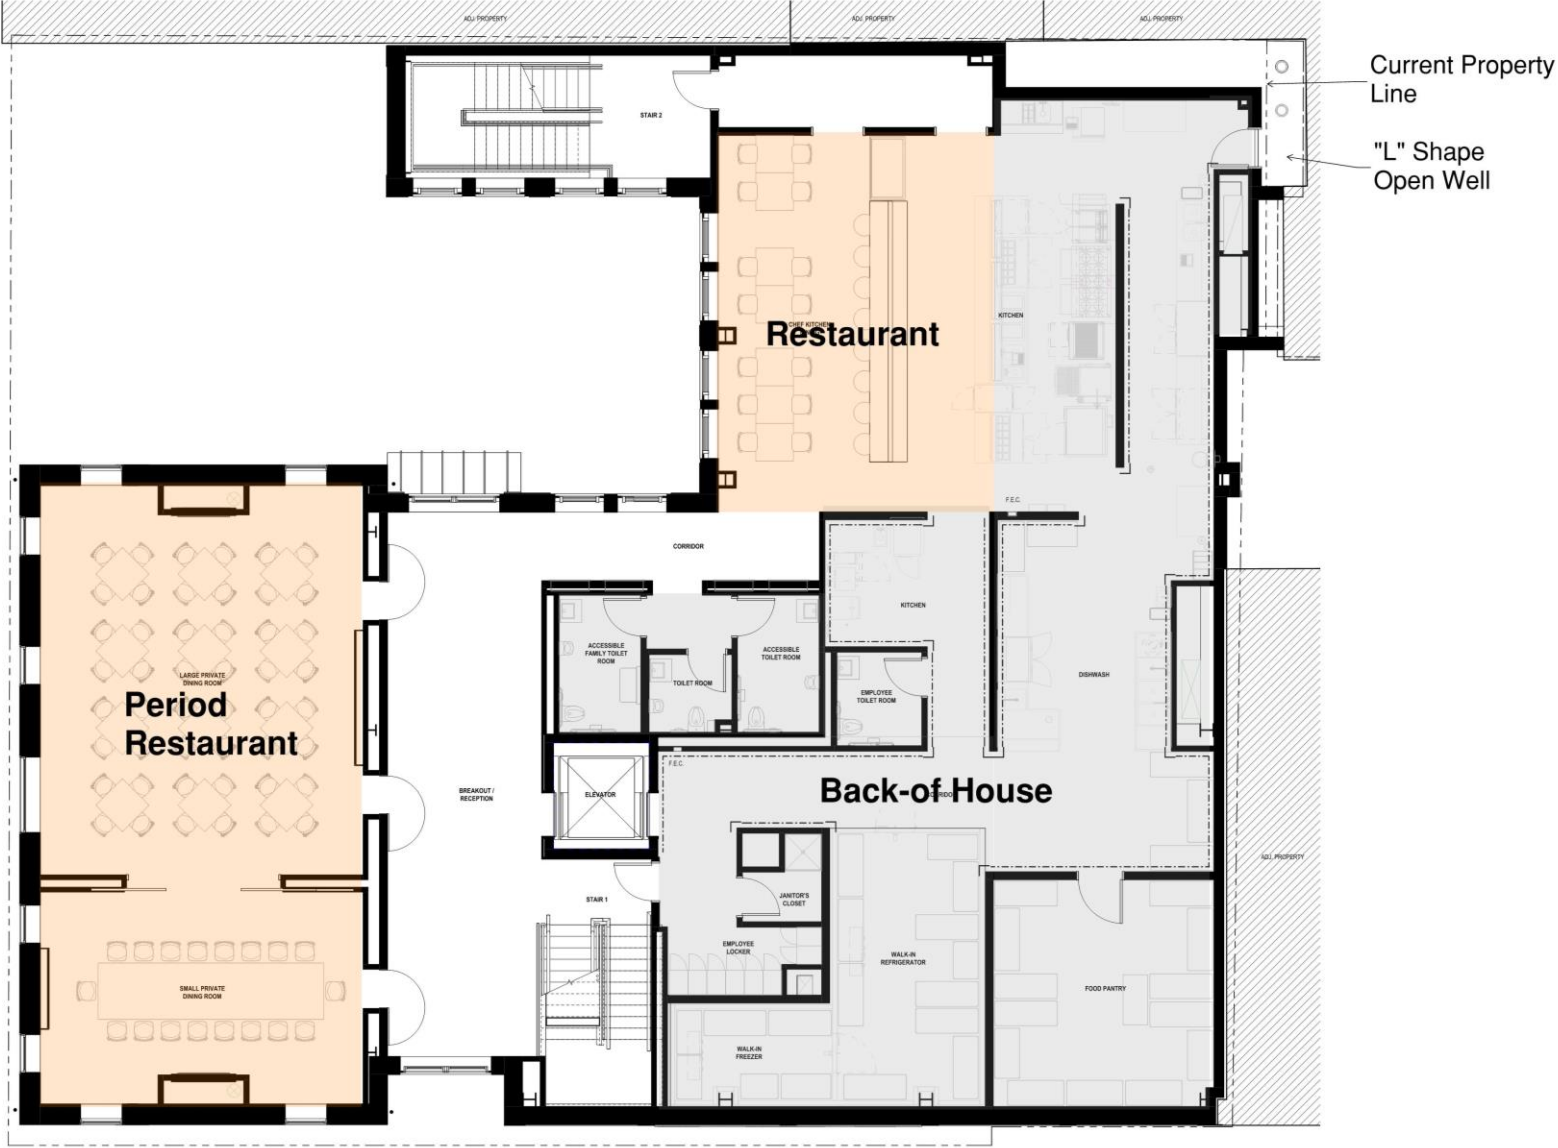 ADJ. PROPERTY
ADJ. PROPERTY
ADJ. PROPERTY
Current Property
Line
"L" Shape
Open Well
STAIR 2
KITCHEN
CHEF KITCHEN
Restaurant
F.E.C.
CORRIDOR
KITCHEN
ACCESSIBLE
FAMILY TOILET
ROOM
ACCESSIBLE
TOILET ROOM
TOILET ROOM
EMPLOYEE
TOILET ROOM
DISHWASH
LARGE PRIVATE
DINING ROOM
Period
Restaurant
F.E.C.
BREAKOUT /
RECEPTION
ELEVATOR
Back-of House
ADJ. PROPERTY
STAIR 1
JANITOR'S
CLOSET
EMPLOYEE
LOCKER
WALK-IN
REFRIGERATOR
SMALL PRIVATE
DINING ROOM
FOOD PANTRY
WALK-IN
FREEZER